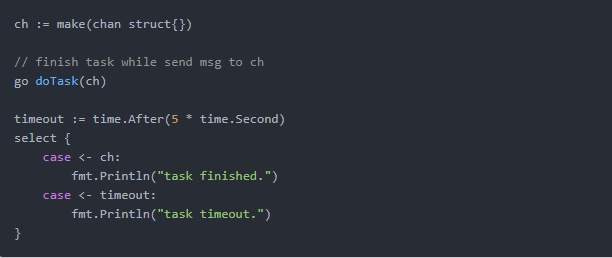 ch := make(chan struct{})
// finish task while send msg to ch
go doTask(ch)
timeout := time.After(5 * time.Second)
select {
case <- ch:
fmt.Println("task finished.")
case <- timeout:
fmt.Println("task timeout.")
}